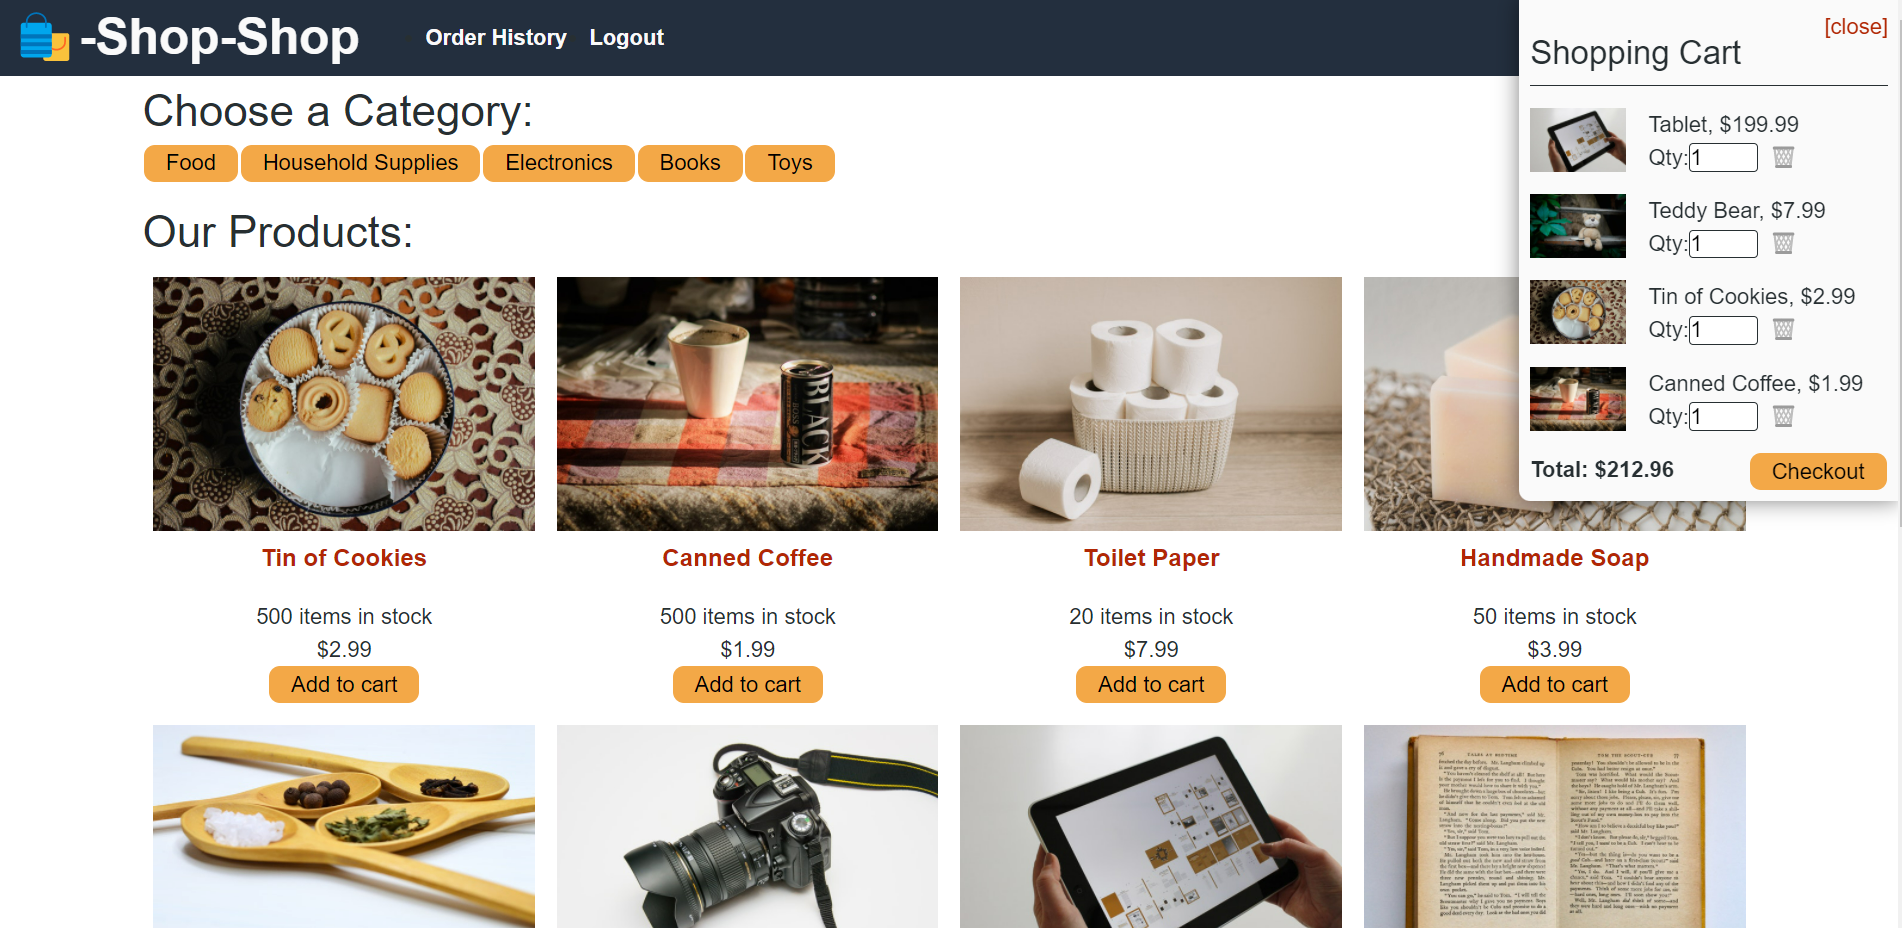 -Shop-Shop
Order History
Logout
[close]
Shopping Cart
Tablet, $199.99
Qty:1
Teddy Bear, $7.99
Qty:1
Tin of Cookies, $2.99
Qty:1
Canned Coffee, $1.99
Qty:1
Total: $212.96
Checkout
Choose a Category:
Food
Household Supplies
Electronics
Books
Toys
Our Products:
BOSS
BLACK
Tin of Cookies
500 items in stock
$2.99
Add to cart
Canned Coffee
500 items in stock
$1.99
Add to cart
Toilet Paper
20 items in stock
$7.99
Add to cart
Handmade Soap
50 items in stock
$3.99
Add to cart